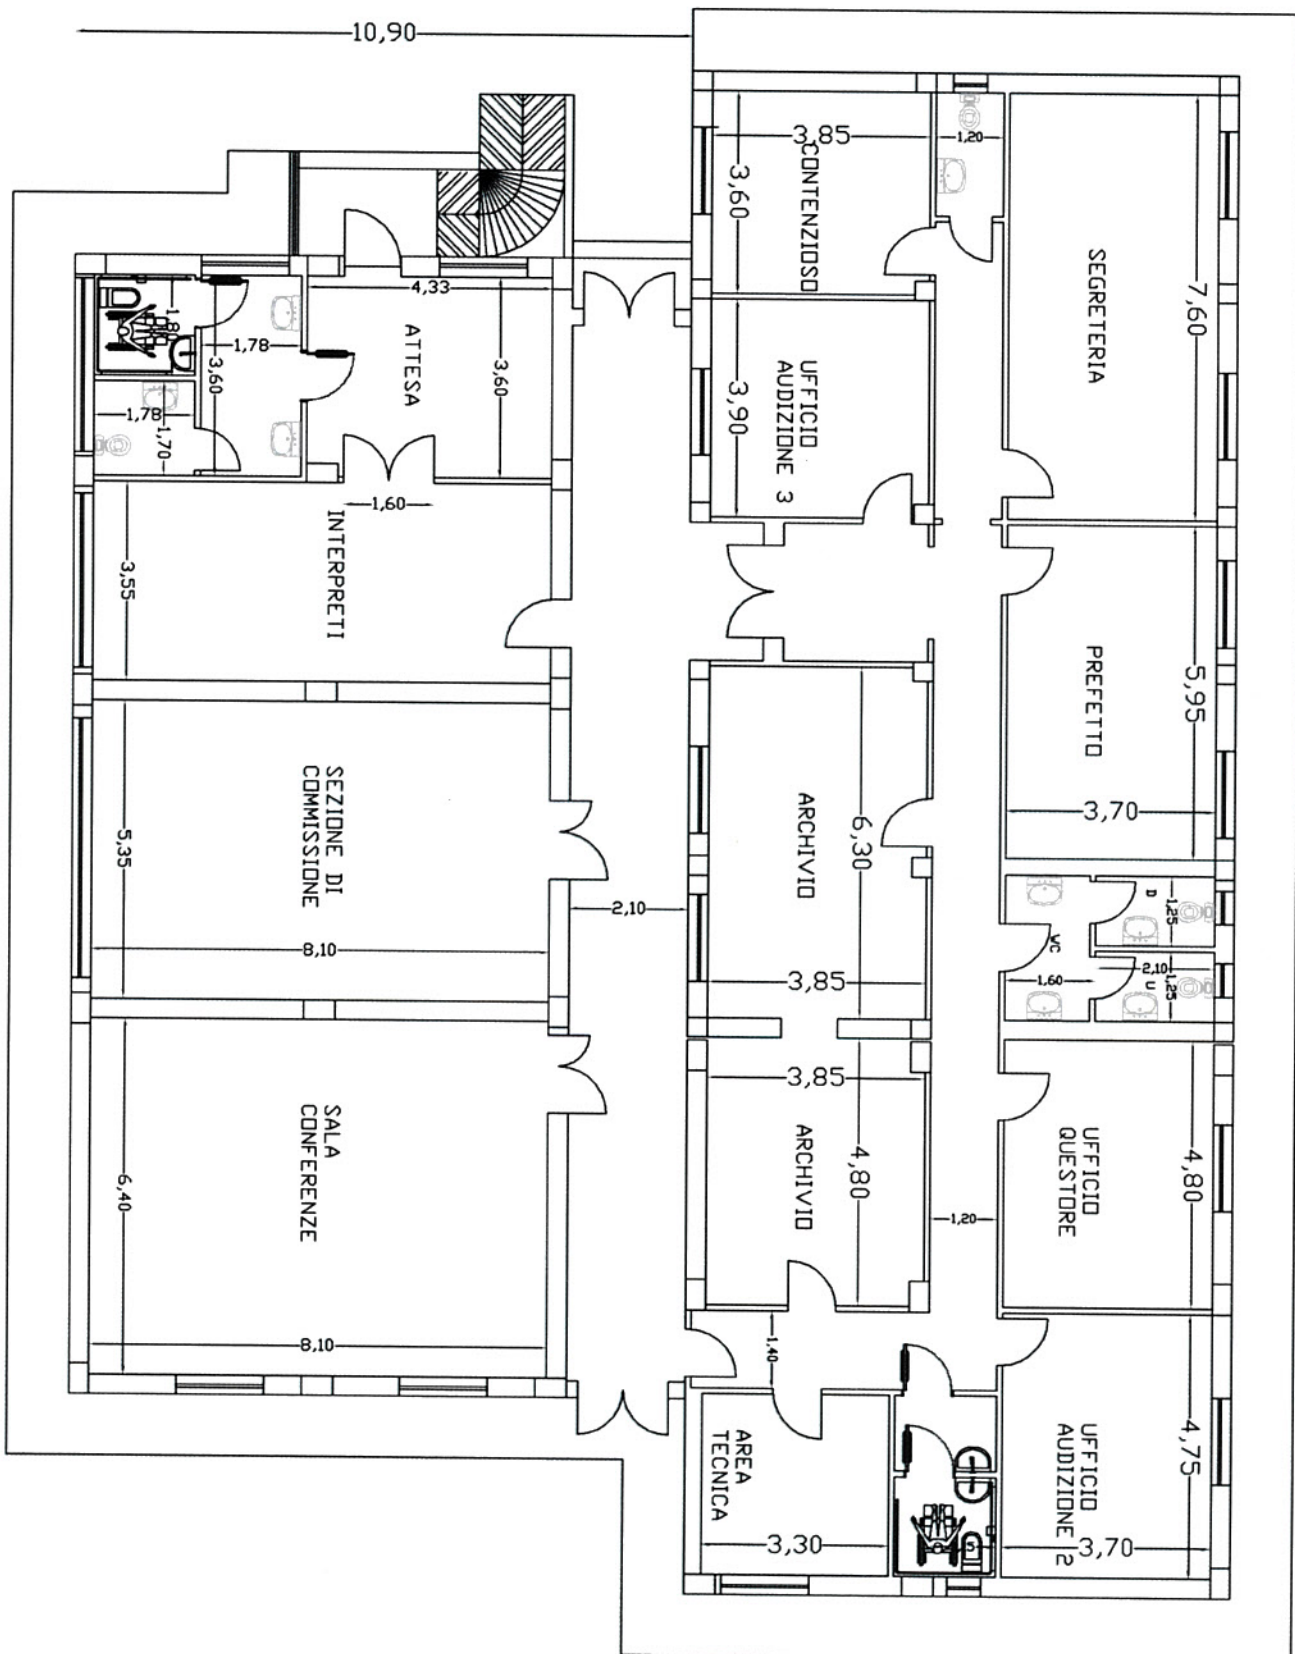 10,90
3,85
3,60
CONTENZIOSO
1,20
7,60
SEGRETERIA
4,33
ATTESA
3,60
1,78
3,60
1,78
1,70
1,60
3,90
UFFICIO
AUDIZIONE 3
INTERPRETI
3,55
PREFETTO
5,95
3,70
ARCHIVIO
6,30
3,85
SEZIONE DI
COMMISSIONE
5,35
8,10
2,10
D
1,25
WC
1,60
2,10
U
1,25
3,85
ARCHIVIO
4,80
1,20
UFFICIO
QUESTORE
4,80
SALA
CONFERENZE
6,40
8,10
1,40
AREA
TECNICA
3,30
UFFICIO
AUDIZIONE 2
4,75
3,70